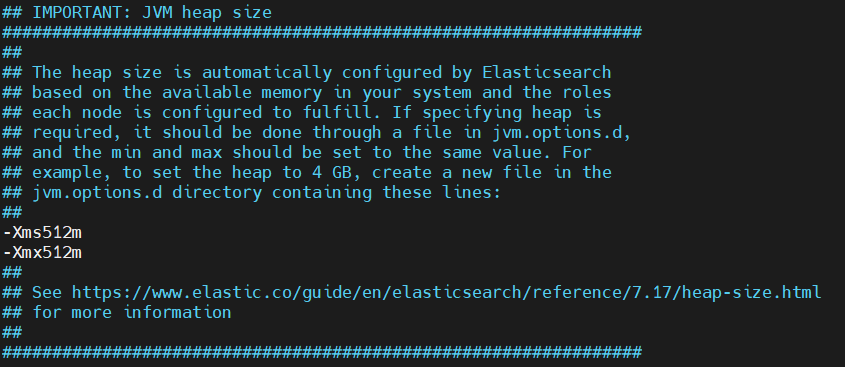 ## IMPORTANT: JVM heap size
################################################################
##
## The heap size is automatically configured by Elasticsearch
## based on the available memory in your system and the roles
## each node is configured to fulfill. If specifying heap is
## required, it should be done through a file in jvm.options.d,
## and the min and max should be set to the same value. For
## example, to set the heap to 4 GB, create a new file in the
## jvm.options.d directory containing these lines:
##
-Xms512m
-Xmx512m
##
## See https://www.elastic.co/guide/en/elasticsearch/reference/7.17/heap-size.html
## for more information
##
################################################################